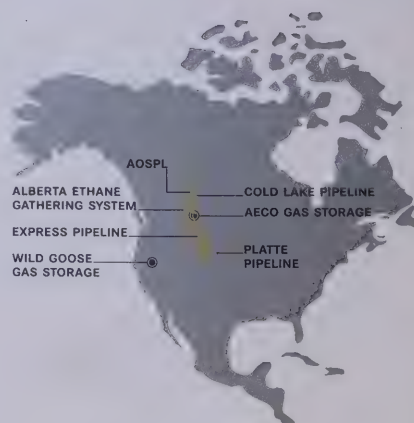 AOSPL
COLD LAKE PIPELINE
ALBERTA ETHANE
GATHERING SYSTEM
AECO GAS STORAGE
EXPRESS PIPELINE
PLATTE
PIPELINE
WILD GOOSE
GAS STORAGE